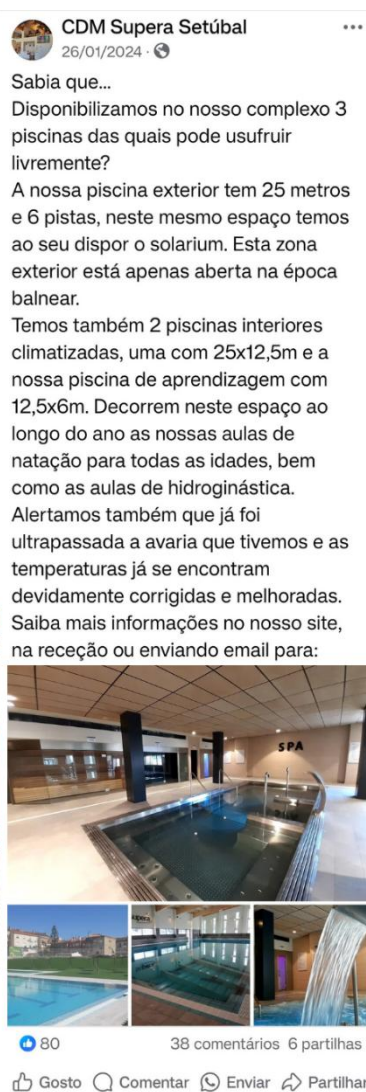 CDM Supera Setúbal
26/01/2024 ·
Sabia que...
Disponibilizamos no nosso complexo 3
piscinas das quais pode usufruir
livremente?
A nossa piscina exterior tem 25 metros
e 6 pistas, neste mesmo espaço temos
ao seu dispor o solarium. Esta zona
exterior está apenas aberta na época
balnear.
Temos também 2 piscinas interiores
climatizadas, uma com 25x12,5m e a
nossa piscina de aprendizagem com
12,5x6m. Decorrem neste espaço ao
longo do ano as nossas aulas de
natação para todas as idades, bem
como as aulas de hidroginástica.
Alertamos também que já foi
ultrapassada a avaria que tivemos e as
temperaturas já se encontram
devidamente corrigidas e melhoradas.
Saiba mais informações no nosso site,
na receção ou enviando email para:
SPA
supera
80 38 comentários 6 partilhas
Gosto Comentar Enviar Partilhar